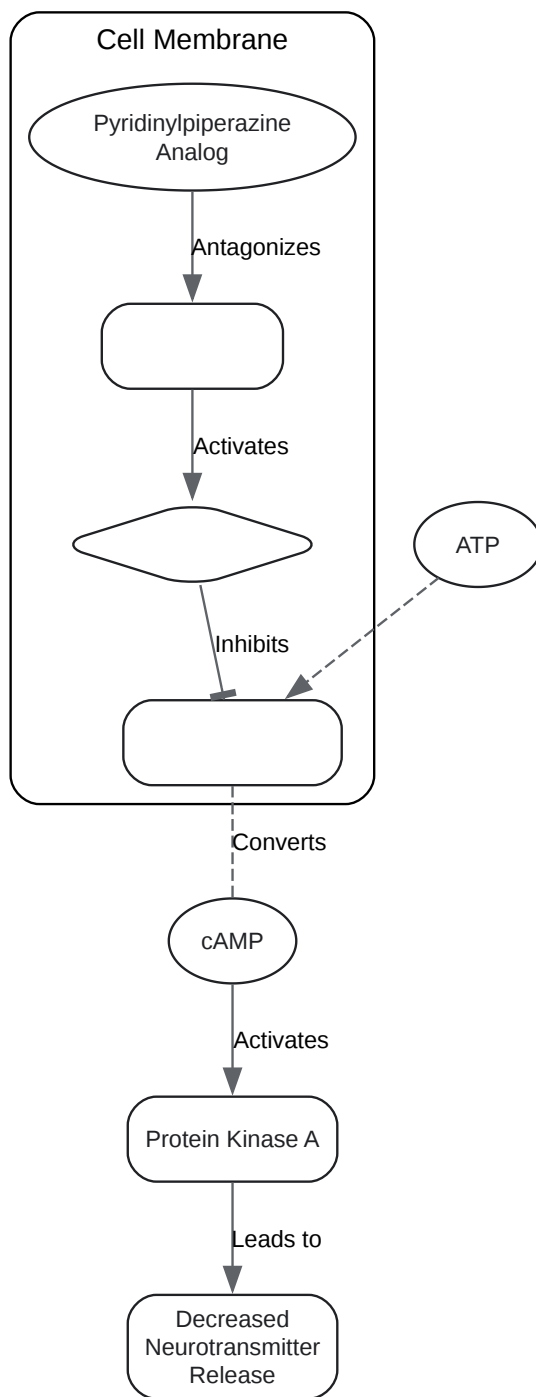 Cell Membrane
Pyridinylpiperazine
Analog
Antagonizes
Activates
ATP
Inhibits
Converts
cAMP
Activates
Protein Kinase A
Leads to
Decreased
Neurotransmitter
Release